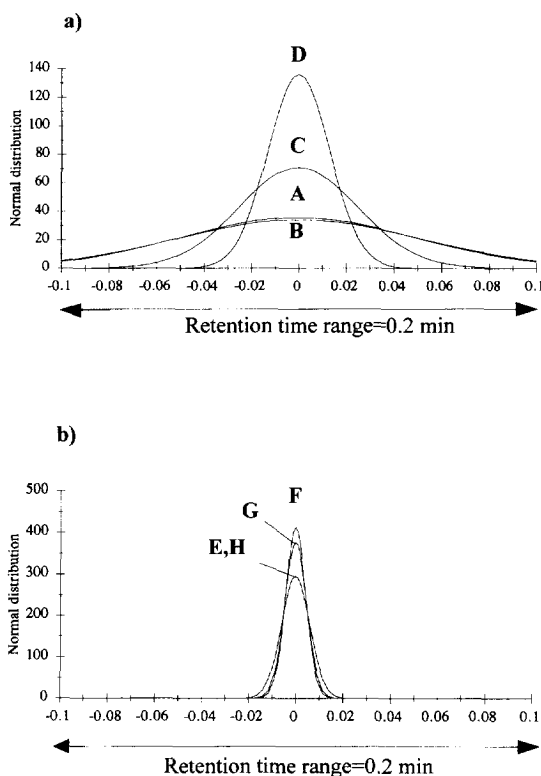 a)
D
140
120
100
80
60
40
20
0
Normal distribution
C
A
B
-0.1 -0.08 -0.06 -0.04 -0.02 0 0.02 0.04 0.06 0.08 0.1
Retention time range=0.2 min
b)
500
400
300
200
100
0
Normal distribution
F
G
E,H
-0.1 -0.08 -0.06 -0.04 -0.02 0 0.02 0.04 0.06 0.08 0.1
Retention time range=0.2 min